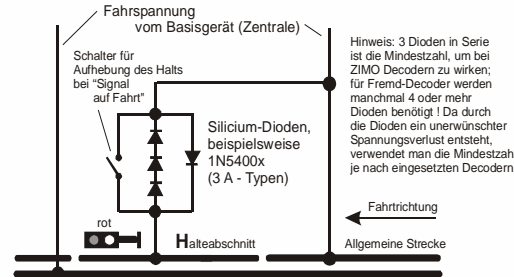 Fahrspannung
vom Basisgerät (Zentrale)
Schalter für
Aufhebung des Halts
bei "Signal
auf Fahrt"
Silicium-Dioden,
beispielsweise
1N5400x
(3 A - Typen)
Hinweis: 3 Dioden in Serie
ist die Mindestzahl, um bei
ZIMO Decodern zu wirken;
für Fremd-Decoder werden
manchmal 4 oder mehr
Dioden benötigt ! Da durch
die Dioden ein unerwünschter
Spannungsverlust entsteht,
verwendet man die Mindestzah
je nach eingesetzten Decodern
Fahrtrichtung
rot
Halteabschnitt
Allgemeine Strecke